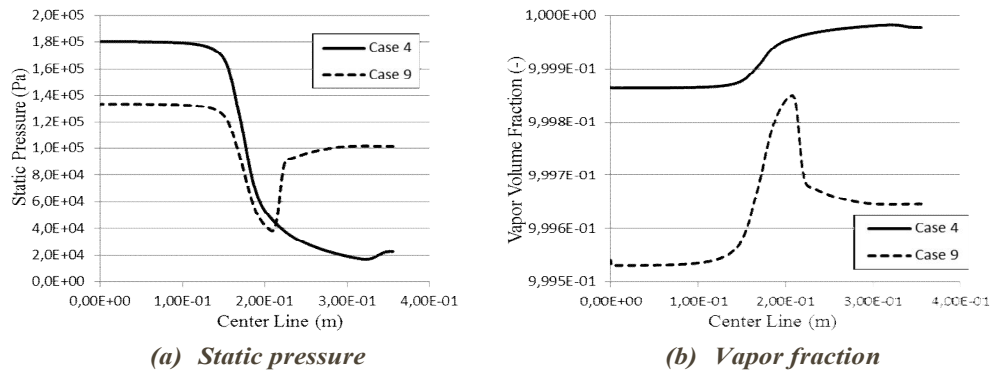 2,0E+05
1,8E+05
1,6E+05
1,4E+05
1,2E+05
1,0E+05
8,0E+04
6,0E+04
4,0E+04
2,0E+04
0,0E+00
Static Pressure (Pa)
Case 4
Case 9
0,00E+00 1,00E-01 2,00E-01 3,00E-01 4,00E-01
Center Line (m)
(a) Static pressure
1,000E+00
9,999E-01
9,998E-01
9,997E-01
9,996E-01
9,995E-01
Vapor Volume Fraction (-)
Case 4
Case 9
0,00E+00 1,00E-01 2,00E-01 3,00E-01 4,00E-01
Center Line (m)
(b) Vapor fraction